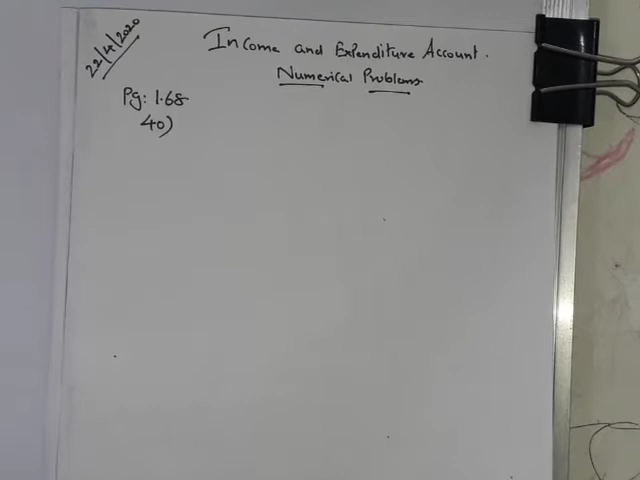 22/4/2020
Income and Expenditure Account.
Numerical Problems
Pg: 1.68
40)